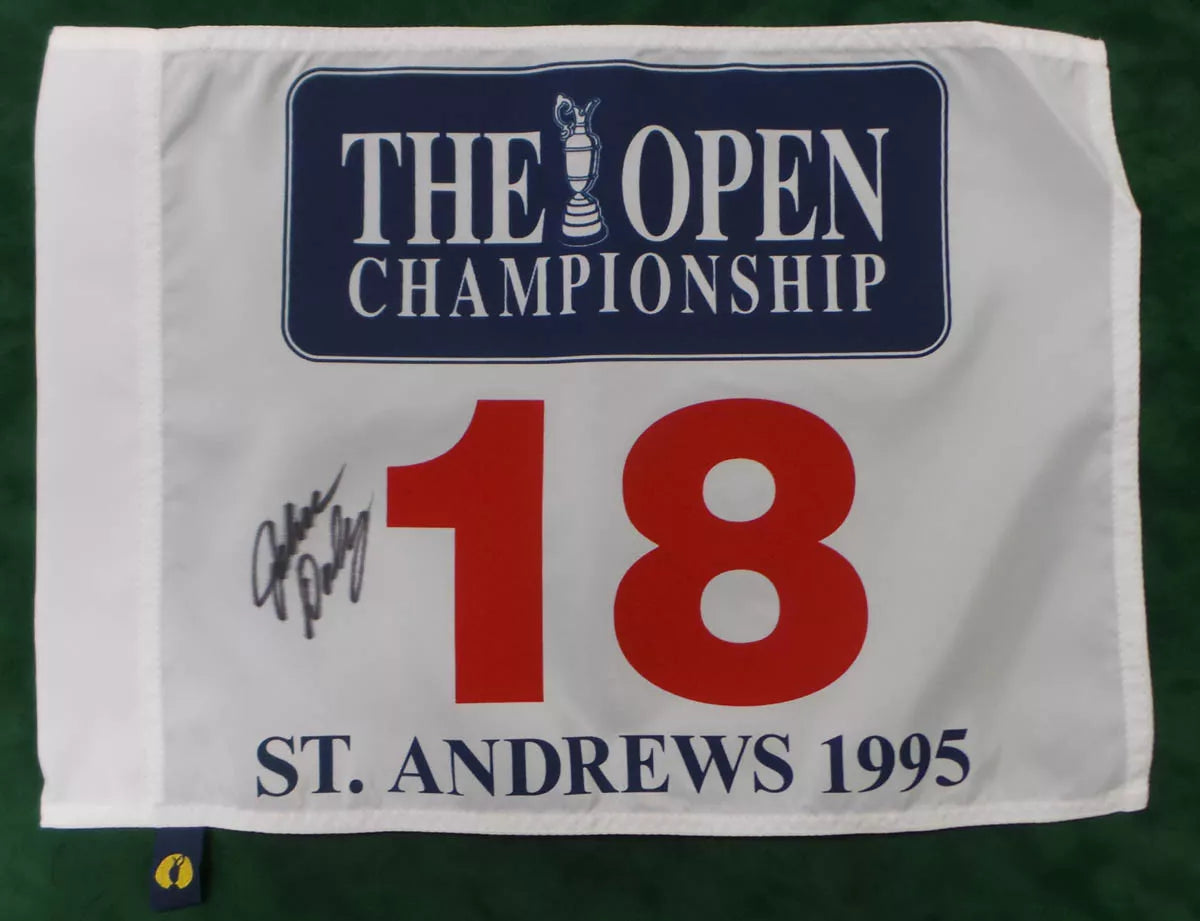 THE OPEN
CHAMPIONSHIP
18
John
Daly
ST. ANDREWS 1995